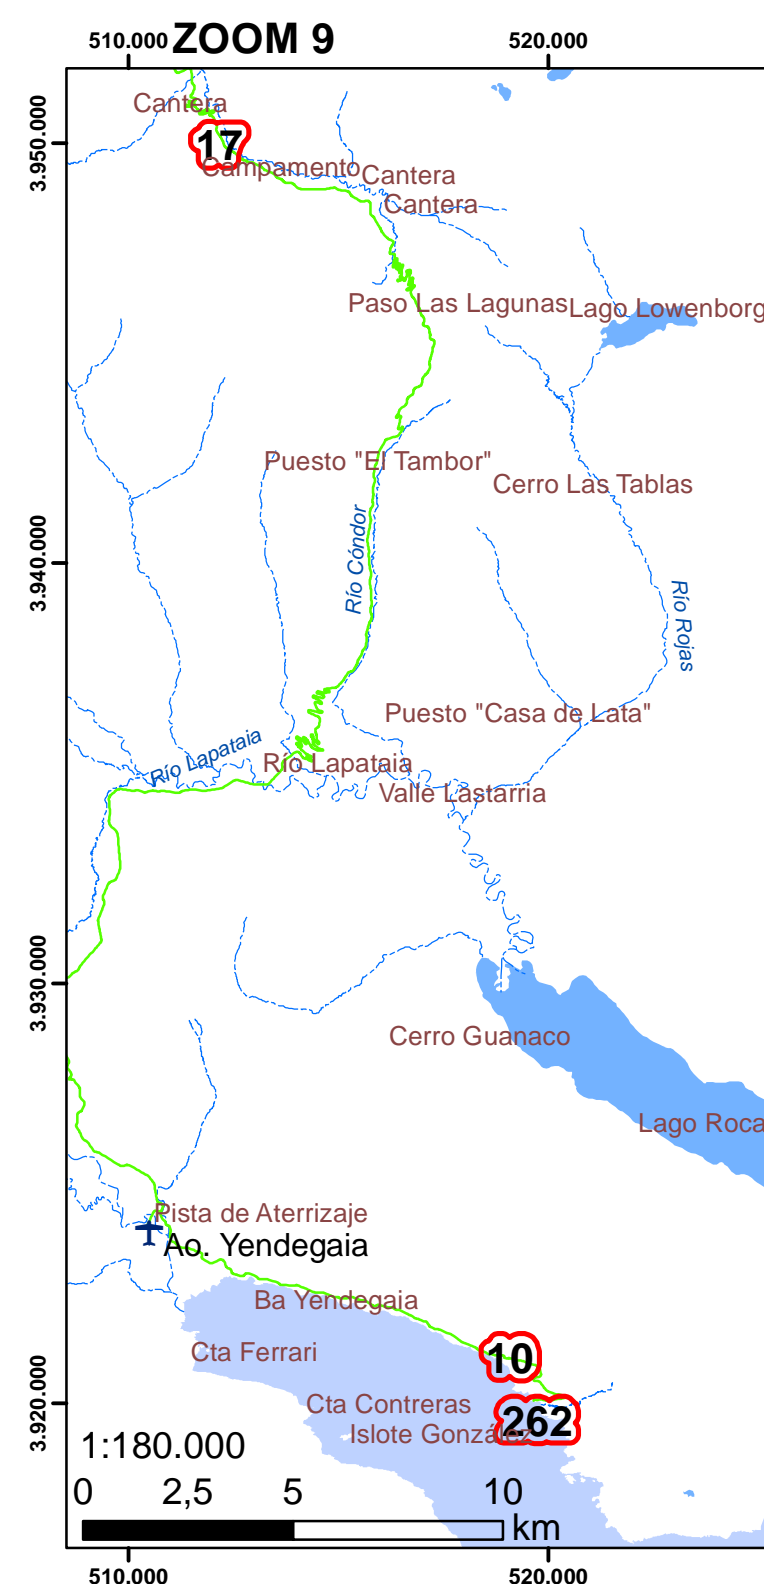 510.000 ZOOM 9 520.000
Cantera
3.950.000
17
Campamento
Cantera
Cantera
Paso Las Lagunas
Lago Lowenborg
Puesto "El Tambor"
Cerro Las Tablas
Río Cóndor
3.940.000
Río Rojas
Puesto "Casa de Lata"
Río Lapataia
Río Lapataia
Valle Lastarria
3.930.000
Cerro Guanaco
Lago Roca
Pista de Aterrizaje
Ao. Yendegaia
Ba Yendegaia
Cta Ferrari
10
Cta Contreras
3.920.000
262
Islote González
1:180.000
0 2,5 5 10
km
510.000 520.000